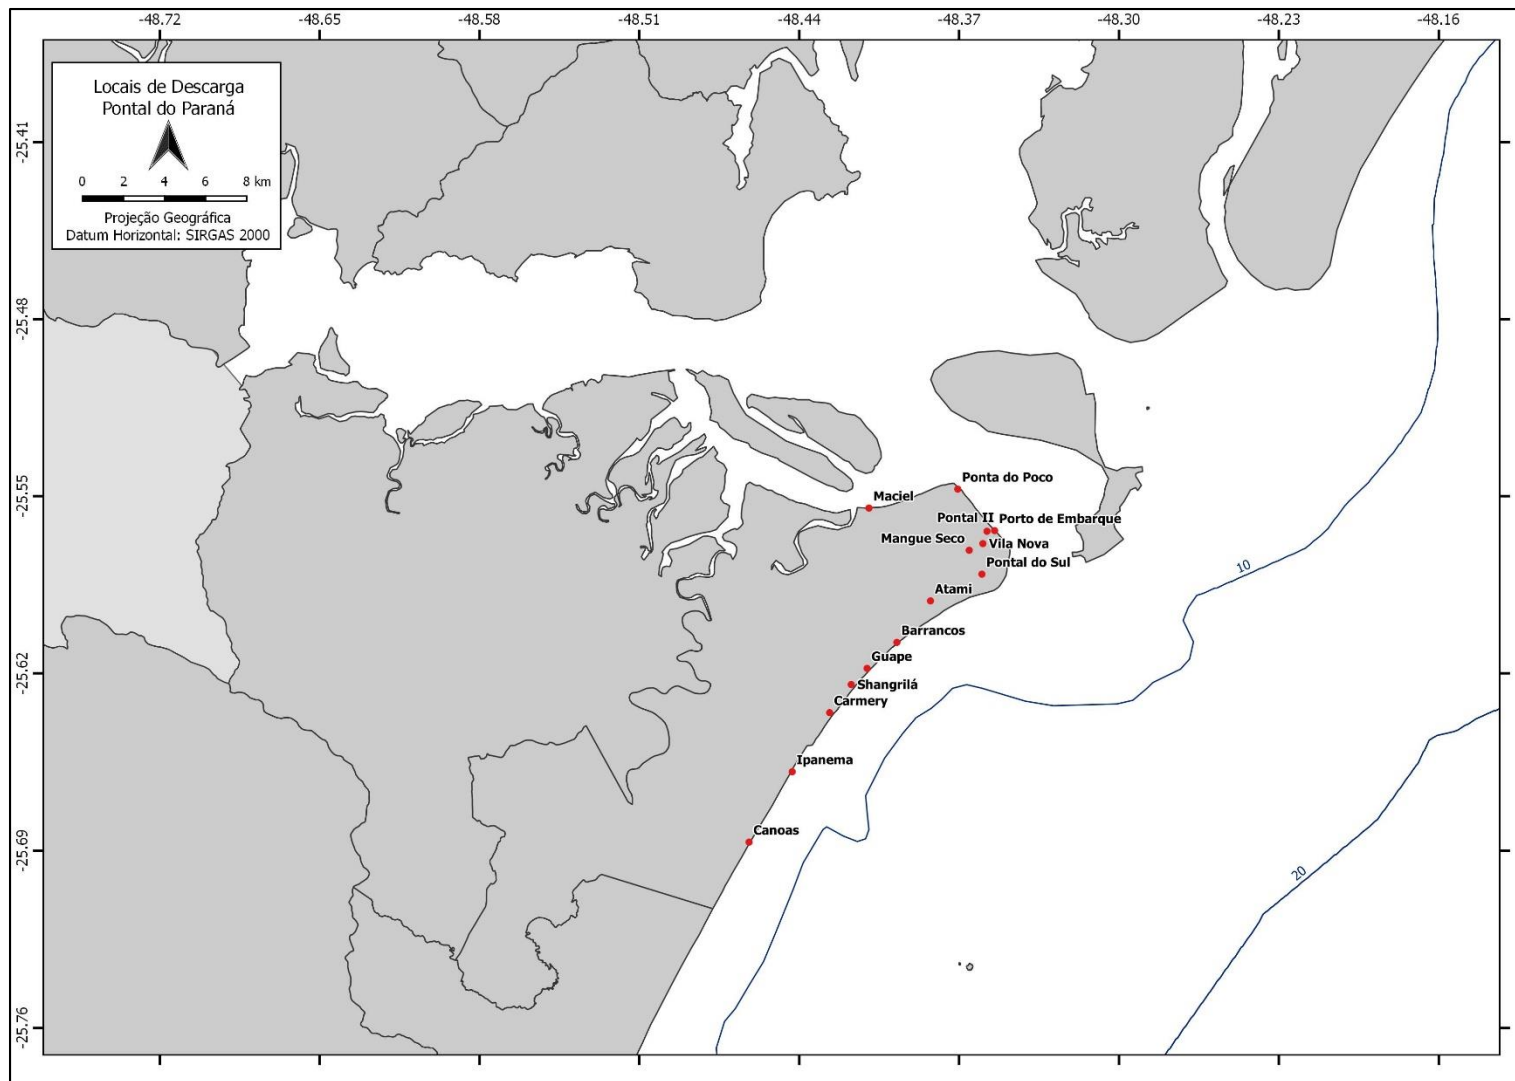 -48.72 -48.65 -48.58 -48.51 -48.44 -48.37 -48.30 -48.23 -48.16
Locais de Descarga
Pontal do Paraná
0 2 4 6 8 km
Projeção Geográfica
Datum Horizontal: SIRGAS 2000
-25.41
-25.48
-25.55
-25.62
-25.69
-25.76
Ponta do Poco
Maciel
Pontal II Porto de Embarque
Mangue Seco
Vila Nova
Pontal do Sul
10
Atami
Barrancos
Guape
Shangrilá
Carmery
Ipanema
Canoas
20